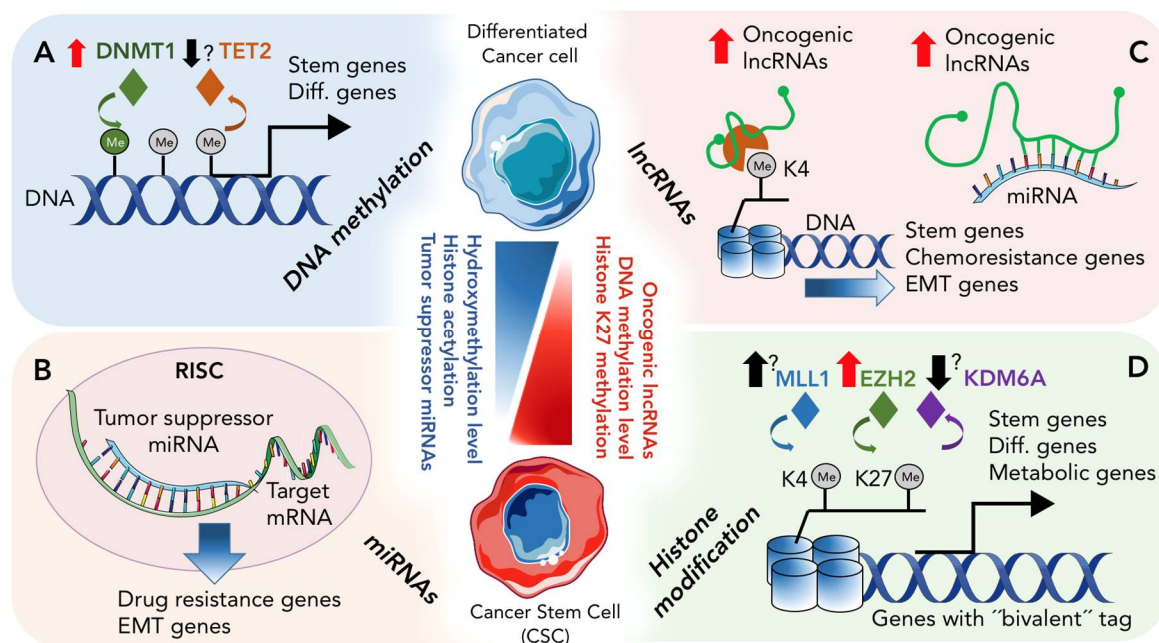 A
DNMT1
? TET2
Stem genes
Diff. genes
Me
Me
Me
DNA
DNA methylation
Differentiated
Cancer cell
Hydroxymethylation level
Histone acetylation
Tumor suppressor miRNAs
Oncogenic lncRNAs
DNA methylation level
Histone K27 methylation
Cancer Stem Cell
(CSC)
B
RISC
Tumor suppressor
miRNA
Target
mRNA
Drug resistance genes
EMT genes
miRNAs
C
Oncogenic
lncRNAs
Oncogenic
lncRNAs
Me
K4
miRNA
DNA
Stem genes
Chemoresistance genes
EMT genes
lncRNAs
D
? MLL1
EZH2
? KDM6A
Stem genes
Diff. genes
Metabolic genes
K4
Me
K27
Me
Genes with ˝bivalent˝ tag
Histone
modification